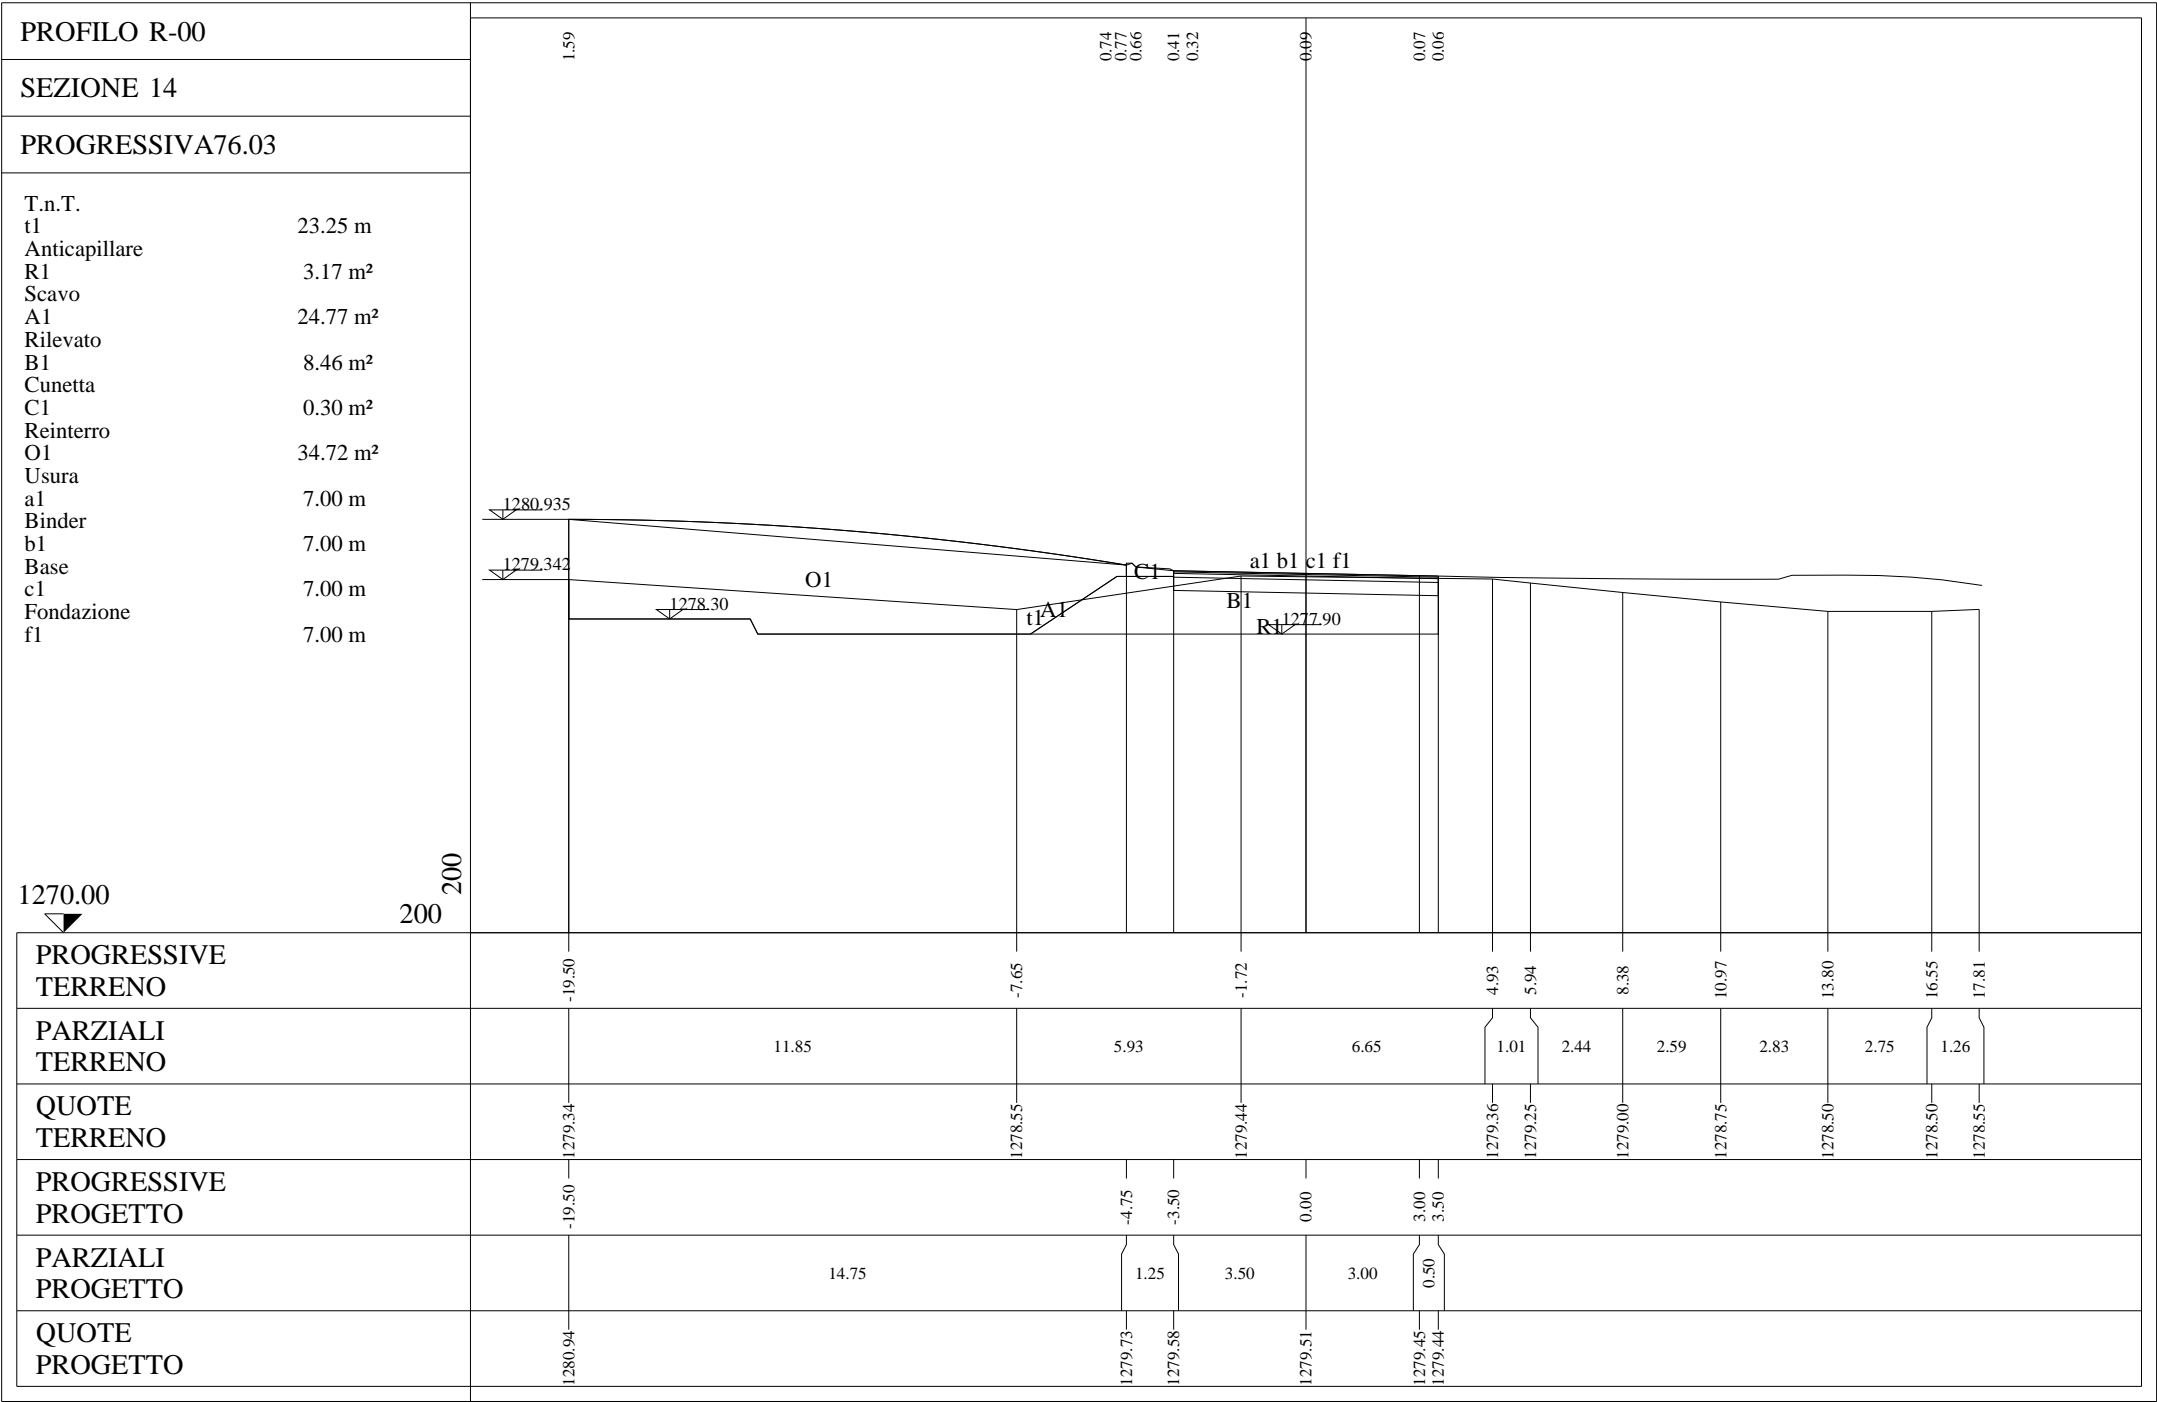 PROFILO R-00
SEZIONE 14
PROGRESSIVA76.03
T.n.T.
t1 23.25 m
Anticapillare
R1 3.17 m²
Scavo
A1 24.77 m²
Rilevato
B1 8.46 m²
Cunetta
C1 0.30 m²
Reinterro
O1 34.72 m²
Usura
a1 7.00 m
Binder
b1 7.00 m
Base
c1 7.00 m
Fondazione
f1 7.00 m
1270.00
200
200
1.59 0.74 0.77 0.66 0.41 0.32 0.09 0.07 0.06
1280.935
1279.342
O1
1278.30
C1
t1
A1
a1 b1 c1 f1
B1
R1
1277.90
PROGRESSIVE
TERRENO
-19.50 -7.65 -1.72 4.93 5.94 8.38 10.97 13.80 16.55 17.81
PARZIALI
TERRENO
11.85 5.93 6.65 1.01 2.44 2.59 2.83 2.75 1.26
QUOTE
TERRENO
1279.34 1278.55 1279.44 1279.36 1279.25 1279.00 1278.75 1278.50 1278.50 1278.55
PROGRESSIVE
PROGETTO
-19.50 -4.75 -3.50 0.00 3.00 3.50
PARZIALI
PROGETTO
14.75 1.25 3.50 3.00 0.50
QUOTE
PROGETTO
1280.94 1279.73 1279.58 1279.51 1279.45 1279.44